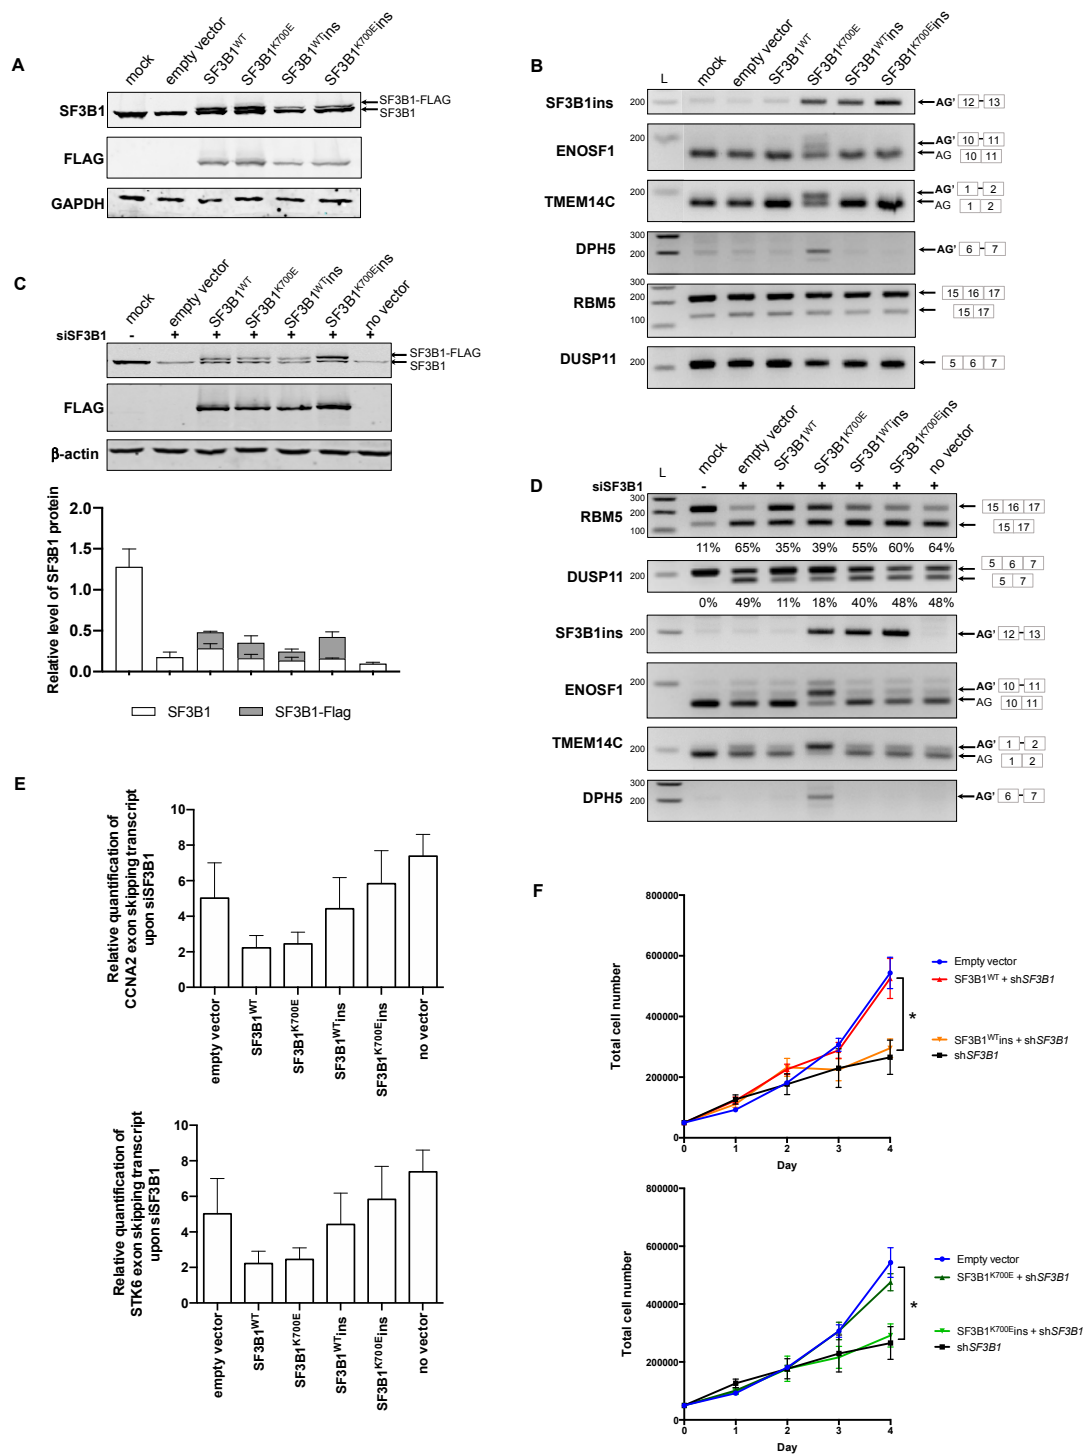 A
mock
empty vector
SF3B1WT
SF3B1K700E
SF3B1WTins
SF3B1K700Eins
SF3B1
SF3B1-FLAG
SF3B1
FLAG
GAPDH
B
L
mock
empty vector
SF3B1WT
SF3B1K700E
SF3B1WTins
SF3B1K700Eins
SF3B1ins
200
AG' 12 - 13
ENOSF1
200
AG' 10 - 11
AG 10 11
TMEM14C
200
AG' 1 - 2
AG 1 2
DPH5
300
200
AG' 6 - 7
RBM5
300
200
100
15 16 17
15 17
DUSP11
200
5 6 7
C
mock
empty vector
SF3B1WT
SF3B1K700E
SF3B1WTins
SF3B1K700Eins
no vector
siSF3B1 - + + + + + +
SF3B1-FLAG
SF3B1
FLAG
β-actin
Relative level of SF3B1 protein
2.0
1.5
1.0
0.5
0.0
SF3B1
SF3B1-Flag
D
L
mock
empty vector
SF3B1WT
SF3B1K700E
SF3B1WTins
SF3B1K700Eins
no vector
siSF3B1 - + + + + + +
RBM5
300
200
100
15 16 17
15 17
11% 65% 35% 39% 55% 60% 64%
DUSP11
200
5 6 7
5 7
0% 49% 11% 18% 40% 48% 48%
SF3B1ins
200
AG' 12 - 13
ENOSF1
200
AG' 10 - 11
AG 10 11
TMEM14C
200
AG' 1 - 2
AG 1 2
DPH5
300
200
AG' 6 - 7
E
Relative quantification of
CCNA2 exon skipping transcript
upon siSF3B1
10
8
6
4
2
0
empty vector
SF3B1WT
SF3B1K700E
SF3B1WTins
SF3B1K700Eins
no vector
Relative quantification of
STK6 exon skipping transcript
upon siSF3B1
10
8
6
4
2
0
empty vector
SF3B1WT
SF3B1K700E
SF3B1WTins
SF3B1K700Eins
no vector
F
Total cell number
800000
600000
400000
200000
0
0 1 2 3 4
Day
*
Empty vector
SF3B1WT + shSF3B1
SF3B1WTins + shSF3B1
shSF3B1
Total cell number
800000
600000
400000
200000
0
0 1 2 3 4
Day
*
Empty vector
SF3B1K700E + shSF3B1
SF3B1K700Eins + shSF3B1
shSF3B1